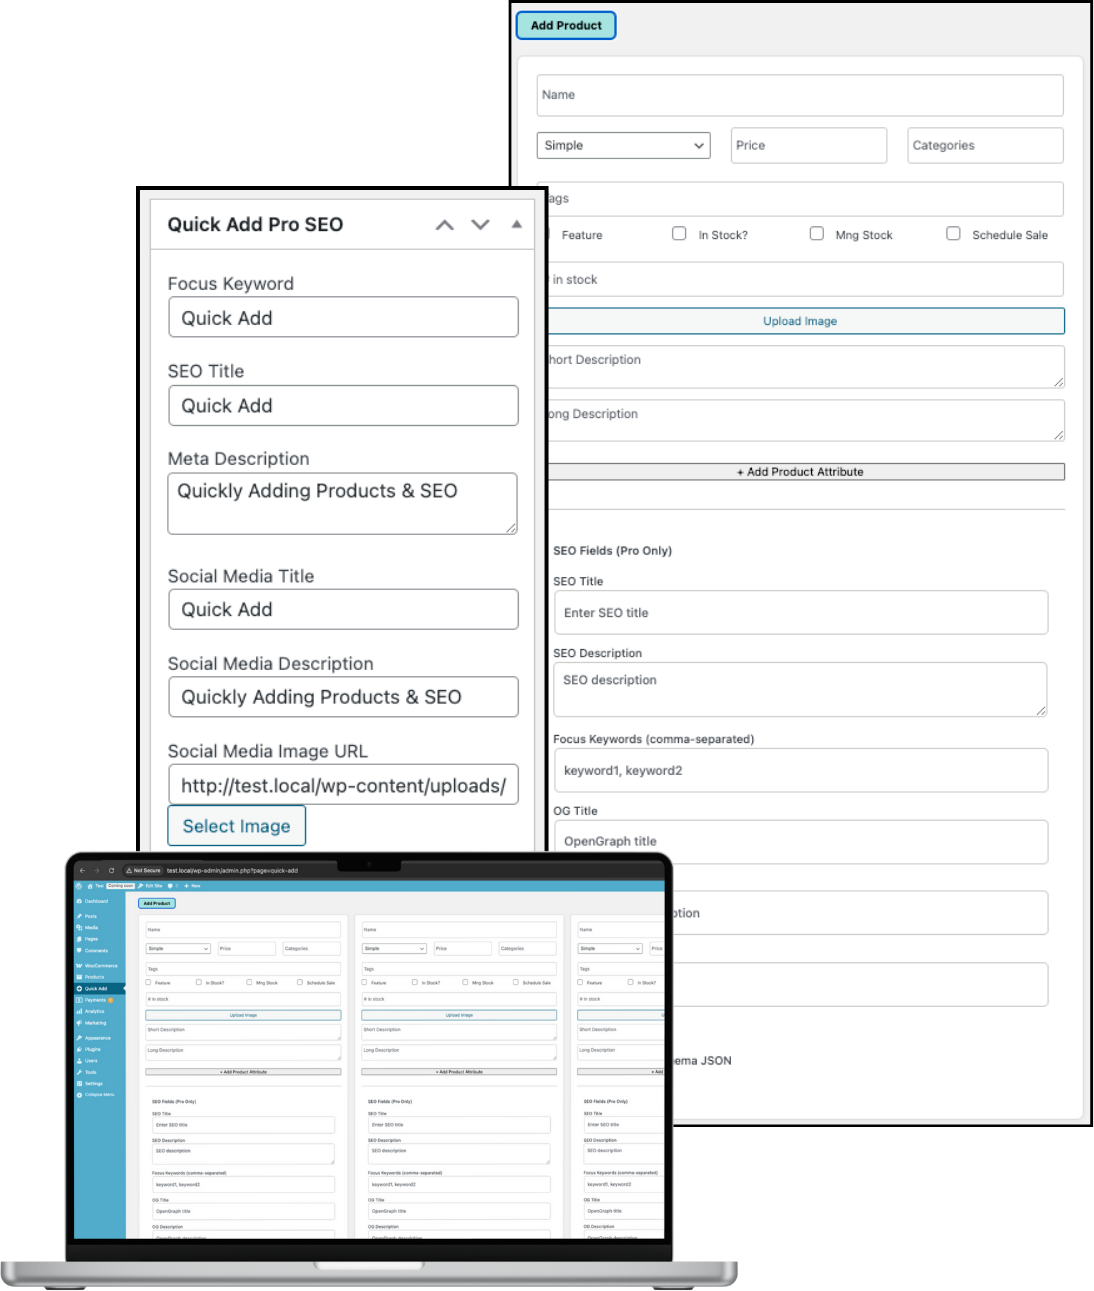 Add Product
Name
Simple
Price
Categories
ags
Feature
In Stock?
Mng Stock
Schedule Sale
in stock
Upload Image
hort Description
ong Description
+ Add Product Attribute
SEO Fields (Pro Only)
SEO Title
Enter SEO title
SEO Description
SEO description
Focus Keywords (comma-separated)
keyword1, keyword2
OG Title
OpenGraph title
ption
ema JSON
Quick Add Pro SEO
Focus Keyword
Quick Add
SEO Title
Quick Add
Meta Description
Quickly Adding Products & SEO
Social Media Title
Quick Add
Social Media Description
Quickly Adding Products & SEO
Social Media Image URL
http://test.local/wp-content/uploads/
Select Image
Not Secure test.local/wp-admin/admin.php?page=quick-add
Test Coming soon Edit Site 0 + New
Dashboard
Posts
Media
Pages
Comments
WooCommerce
Products
Quick Add
Payments
Analytics
Marketing
Appearance
Plugins
Users
Tools
Settings
Collapse Menu
Add Product
Name
Simple Price Categories
Tags
Feature In Stock? Mng Stock Schedule Sale
# in stock
Upload Image
Short Description
Long Description
+ Add Product Attribute
SEO Fields (Pro Only)
SEO Title
Enter SEO title
SEO Description
SEO description
Focus Keywords (comma-separated)
keyword1, keyword2
OG Title
OpenGraph title
OG Description
OpenGraph description
Name
Simple Price Categories
Tags
Feature In Stock? Mng Stock Schedule Sale
# in stock
Upload Image
Short Description
Long Description
+ Add Product Attribute
SEO Fields (Pro Only)
SEO Title
Enter SEO title
SEO Description
SEO description
Focus Keywords (comma-separated)
keyword1, keyword2
OG Title
OpenGraph title
OG Description
OpenGraph description
Name
Simple Price
Tags
Feature In Stock?
# in stock
U
Short Description
Long Description
+ Add
SEO Fields (Pro Only)
SEO Title
Enter SEO title
SEO Description
SEO description
Focus Keywords (comma-separated)
keyword1, keyword2
OG Title
OpenGraph title
OG Description
OpenGraph description